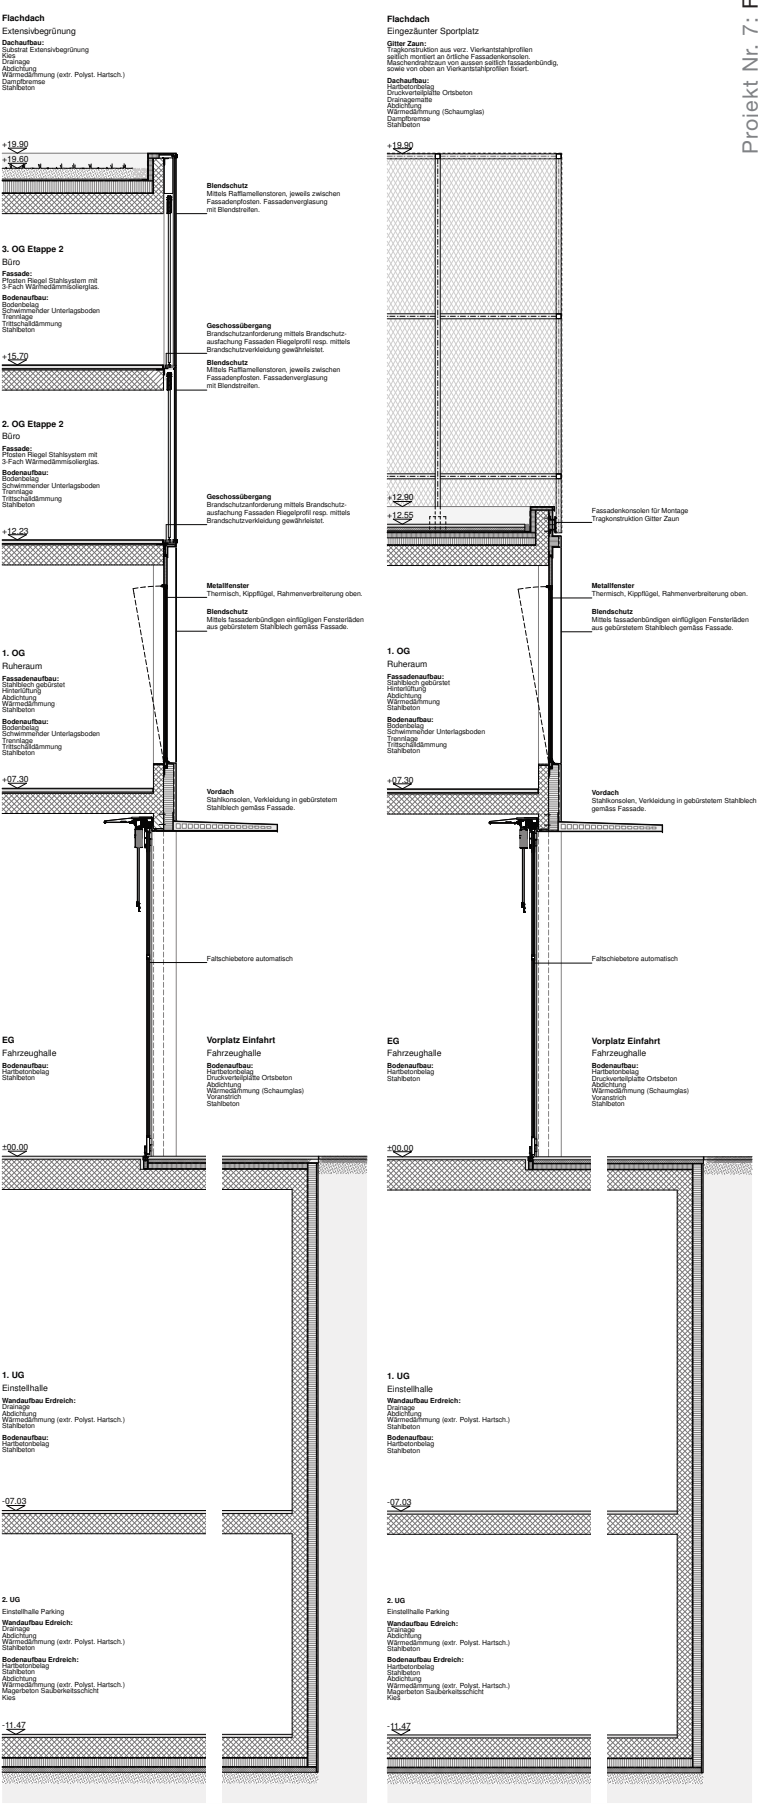 Flachdach
Extensivbegrünung
Dachaufbau:
Substrat Extensivbegrünung
Kies
Drainage
Abdichtung
Wärmedämmung (extr. Polyst. Hartsch.)
Dampfbremse
Stahlbeton
+19.90
+19.60
Blendschutz
Mittels Rafflamellenstoren, jeweils zwischen
Fassadenpfosten. Fassadenverglasung
mit Blendstreifen.
3. OG Etappe 2
Büro
Fassade:
Pfosten Riegel Stahlsystem mit
3-Fach Wärmedämmisolierglas.
Bodenaufbau:
Bodenbelag
Schwimmender Unterlagsboden
Trennlage
Trittschalldämmung
Stahlbeton
Geschossübergang
Brandschutzanforderung mittels Brandschutz-
ausfachung Fassaden Riegelprofil resp. mittels
Brandschutzverkleidung gewährleistet.
+15.70
Blendschutz
Mittels Rafflamellenstoren, jeweils zwischen
Fassadenpfosten. Fassadenverglasung
mit Blendstreifen.
2. OG Etappe 2
Büro
Fassade:
Pfosten Riegel Stahlsystem mit
3-Fach Wärmedämmisolierglas.
Bodenaufbau:
Bodenbelag
Schwimmender Unterlagsboden
Trennlage
Trittschalldämmung
Stahlbeton
Geschossübergang
Brandschutzanforderung mittels Brandschutz-
ausfachung Fassaden Riegelprofil resp. mittels
Brandschutzverkleidung gewährleistet.
+12.23
Metallfenster
Thermisch, Kippflügel, Rahmenverbreiterung oben.
Blendschutz
Mittels fassadenbündigen einflügligen Fensterläden
aus gebürstetem Stahlblech gemäss Fassade.
1. OG
Ruheraum
Fassadenaufbau:
Stahlblech gebürstet
Hinterlüftung
Abdichtung
Wärmedämmung
Stahlbeton
Bodenaufbau:
Bodenbelag
Schwimmender Unterlagsboden
Trennlage
Trittschalldämmung
Stahlbeton
+07.30
Vordach
Stahlkonsolen, Verkleidung in gebürstetem
Stahlblech gemäss Fassade.
Faltschiebetore automatisch
EG
Fahrzeughalle
Bodenaufbau:
Hartbetonbelag
Stahlbeton
Vorplatz Einfahrt
Fahrzeughalle
Bodenaufbau:
Hartbetonbelag
Druckverteilplatte Ortsbeton
Abdichtung
Wärmedämmung (Schaumglas)
Voranstrich
Stahlbeton
±00.00
1. UG
Einstellhalle
Wandaufbau Erdreich:
Drainage
Abdichtung
Wärmedämmung (extr. Polyst. Hartsch.)
Stahlbeton
Bodenaufbau:
Hartbetonbelag
Stahlbeton
-07.03
2. UG
Einstellhalle Parking
Wandaufbau Edreich:
Drainage
Abdichtung
Wärmedämmung (extr. Polyst. Hartsch.)
Stahlbeton
Bodenaufbau Erdreich:
Hartbetonbelag
Stahlbeton
Abdichtung
Wärmedämmung (extr. Polyst. Hartsch.)
Magerbeton Sauberkeitsschicht
Kies
-11.47
Flachdach
Eingezäunter Sportplatz
Gitter Zaun:
Tragkonstruktion aus verz. Vierkantstahlprofilen
seitlich montiert an örtliche Fassadenkonsolen.
Maschendrahtzaun von aussen seitlich fassadenbündig,
sowie von oben an Vierkantstahlprofilen fixiert.
Dachaufbau:
Hartbetonbelag
Druckverteilplatte Ortsbeton
Drainagematte
Abdichtung
Wärmedämmung (Schaumglas)
Dampfbremse
Stahlbeton
+19.90
+12.90
+12.55
Fassadenkonsolen für Montage
Tragkonstruktion Gitter Zaun
Metallfenster
Thermisch, Kippflügel, Rahmenverbreiterung oben.
Blendschutz
Mittels fassadenbündigen einflügligen Fensterläden
aus gebürstetem Stahlblech gemäss Fassade.
1. OG
Ruheraum
Fassadenaufbau:
Stahlblech gebürstet
Hinterlüftung
Abdichtung
Wärmedämmung
Stahlbeton
Bodenaufbau:
Bodenbelag
Schwimmender Unterlagsboden
Trennlage
Trittschalldämmung
Stahlbeton
+07.30
Vordach
Stahlkonsolen, Verkleidung in gebürstetem Stahlblech
gemäss Fassade.
Faltschiebetore automatisch
EG
Fahrzeughalle
Bodenaufbau:
Hartbetonbelag
Stahlbeton
Vorplatz Einfahrt
Fahrzeughalle
Bodenaufbau:
Hartbetonbelag
Druckverteilplatte Ortsbeton
Abdichtung
Wärmedämmung (Schaumglas)
Voranstrich
Stahlbeton
±00.00
1. UG
Einstellhalle
Wandaufbau Erdreich:
Drainage
Abdichtung
Wärmedämmung (extr. Polyst. Hartsch.)
Stahlbeton
Bodenaufbau:
Hartbetonbelag
Stahlbeton
-07.03
2. UG
Einstellhalle Parking
Wandaufbau Edreich:
Drainage
Abdichtung
Wärmedämmung (extr. Polyst. Hartsch.)
Stahlbeton
Bodenaufbau Erdreich:
Hartbetonbelag
Stahlbeton
Abdichtung
Wärmedämmung (extr. Polyst. Hartsch.)
Magerbeton Sauberkeitsschicht
Kies
-11.47
Projekt Nr. 7: